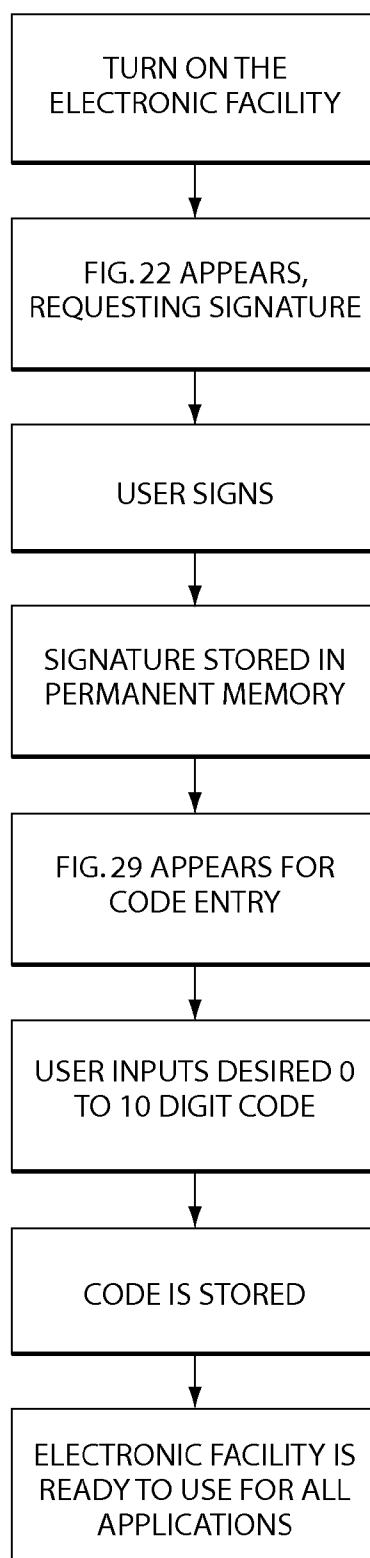 TURN ON THE
ELECTRONIC FACILITY
FIG. 22 APPEARS,
REQUESTING SIGNATURE
USER SIGNS
SIGNATURE STORED IN
PERMANENT MEMORY
FIG. 29 APPEARS FOR
CODE ENTRY
USER INPUTS DESIRED 0
TO 10 DIGIT CODE
CODE IS STORED
ELECTRONIC FACILITY IS
READY TO USE FOR ALL
APPLICATIONS